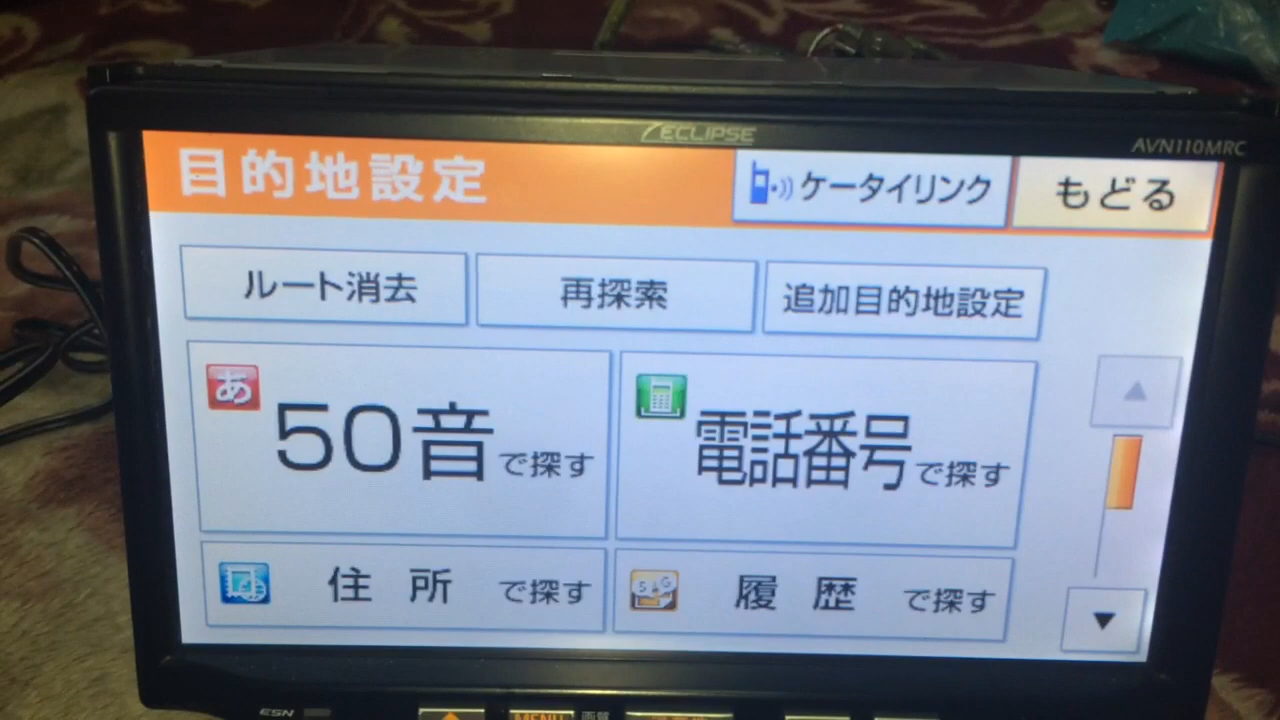 ECLIPSE
AVN110MRC
目的地設定
ケータイリンク
もどる
ルート消去
再探索
追加目的地設定
あ
50音で探す
電話番号で探す
住所で探す
履歴で探す
ESN
MENU
画質